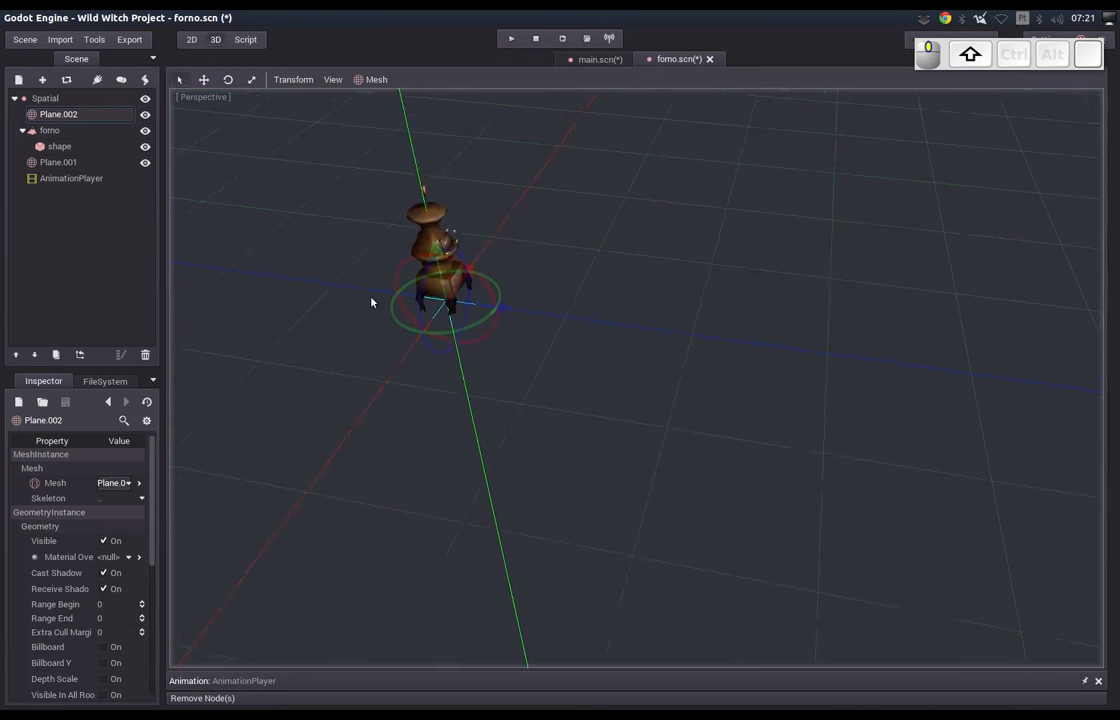 Godot Engine - Wild Witch Project - forno.scn (*)
Pt
07:21
Scene Import Tools Export
2D 3D Script
Ctrl Alt
Scene
main.scn(*)
forno.scn(*)
Transform View Mesh
Spatial
Plane.002
forno
shape
Plane.001
AnimationPlayer
[ Perspective ]
Inspector FileSystem
Plane.002
Property Value
MeshInstance
Mesh
Mesh Plane.0
Skeleton ..
GeometryInstance
Geometry
Visible On
Material Ove <null>
Cast Shadow On
Receive Shado On
Range Begin 0
Range End 0
Extra Cull Margi 0
Billboard On
Billboard Y On
Depth Scale On
Visible In All Roo On
Animation: AnimationPlayer
Remove Node(s)